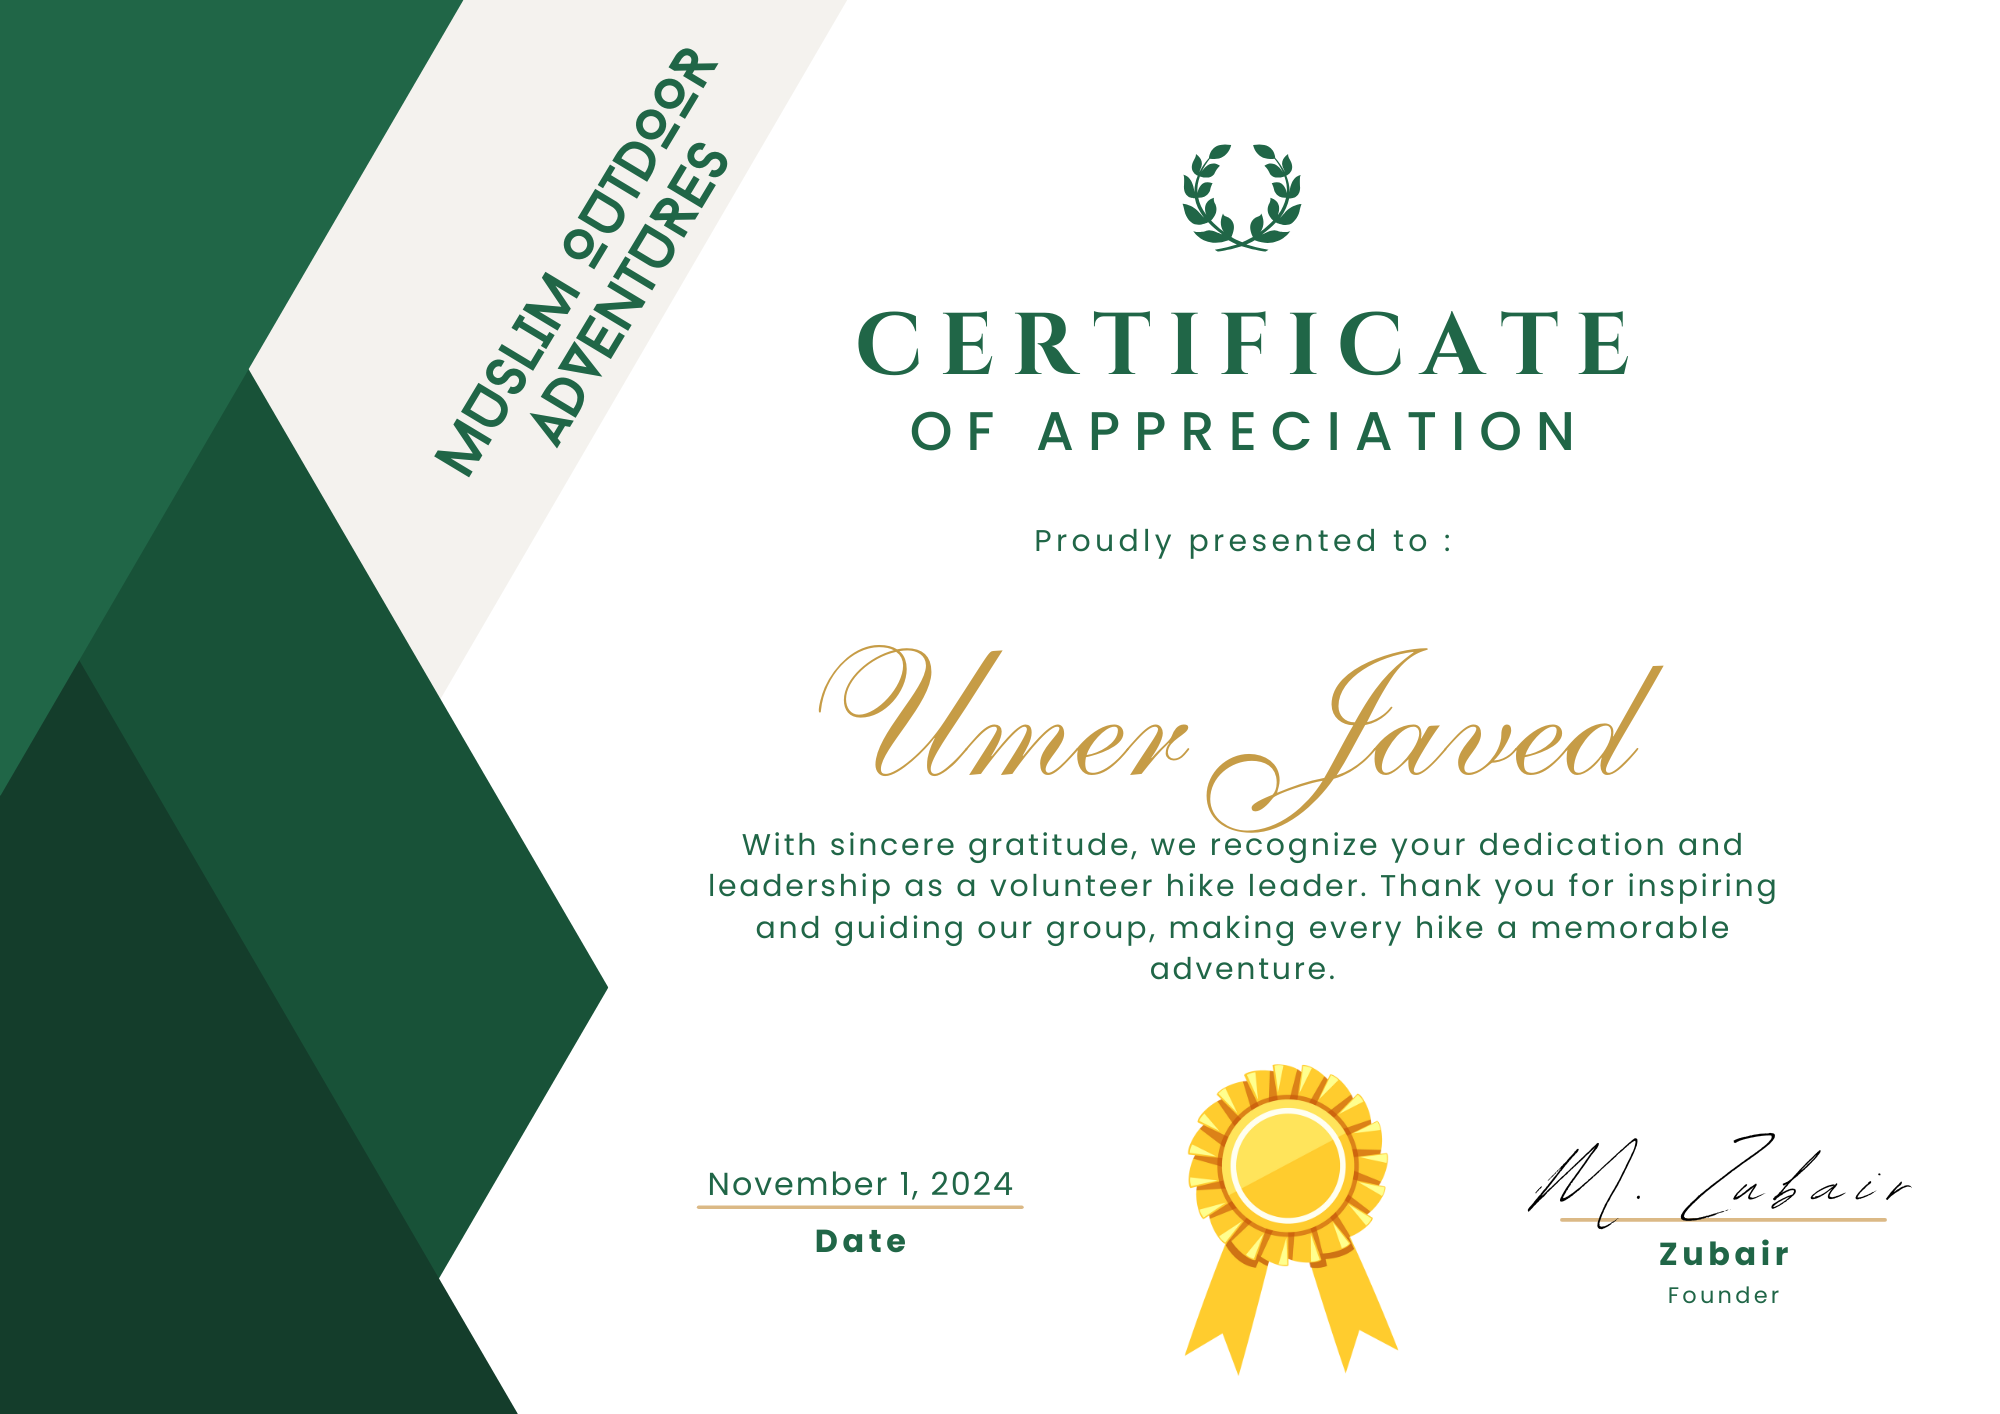 MUSLIM OUTDOOR
ADVENTURES
CERTIFICATE
OF APPRECIATION
Proudly presented to :
Umer Javed
With sincere gratitude, we recognize your dedication and
leadership as a volunteer hike leader. Thank you for inspiring
and guiding our group, making every hike a memorable
adventure.
November 1, 2024
Date
M. Zubair
Zubair
Founder